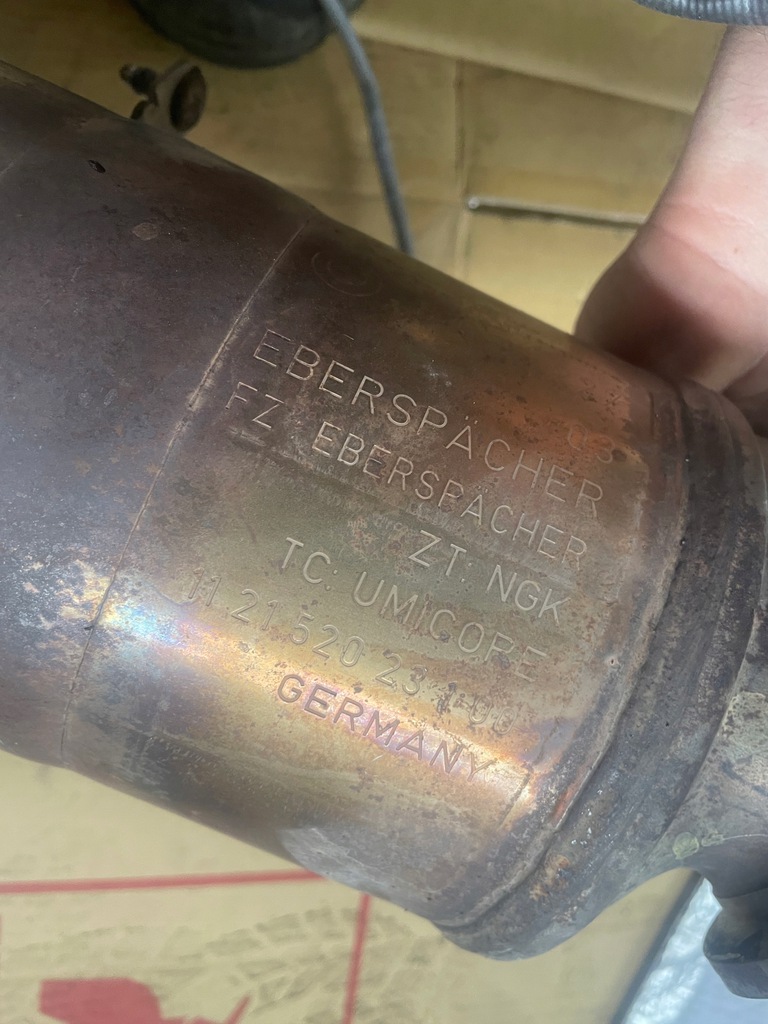 EBERSPÄCHER
FZ EBERSPÄCHER
ZT: NGK
TC: UMICORE
11 21 520 23 1 00
GERMANY